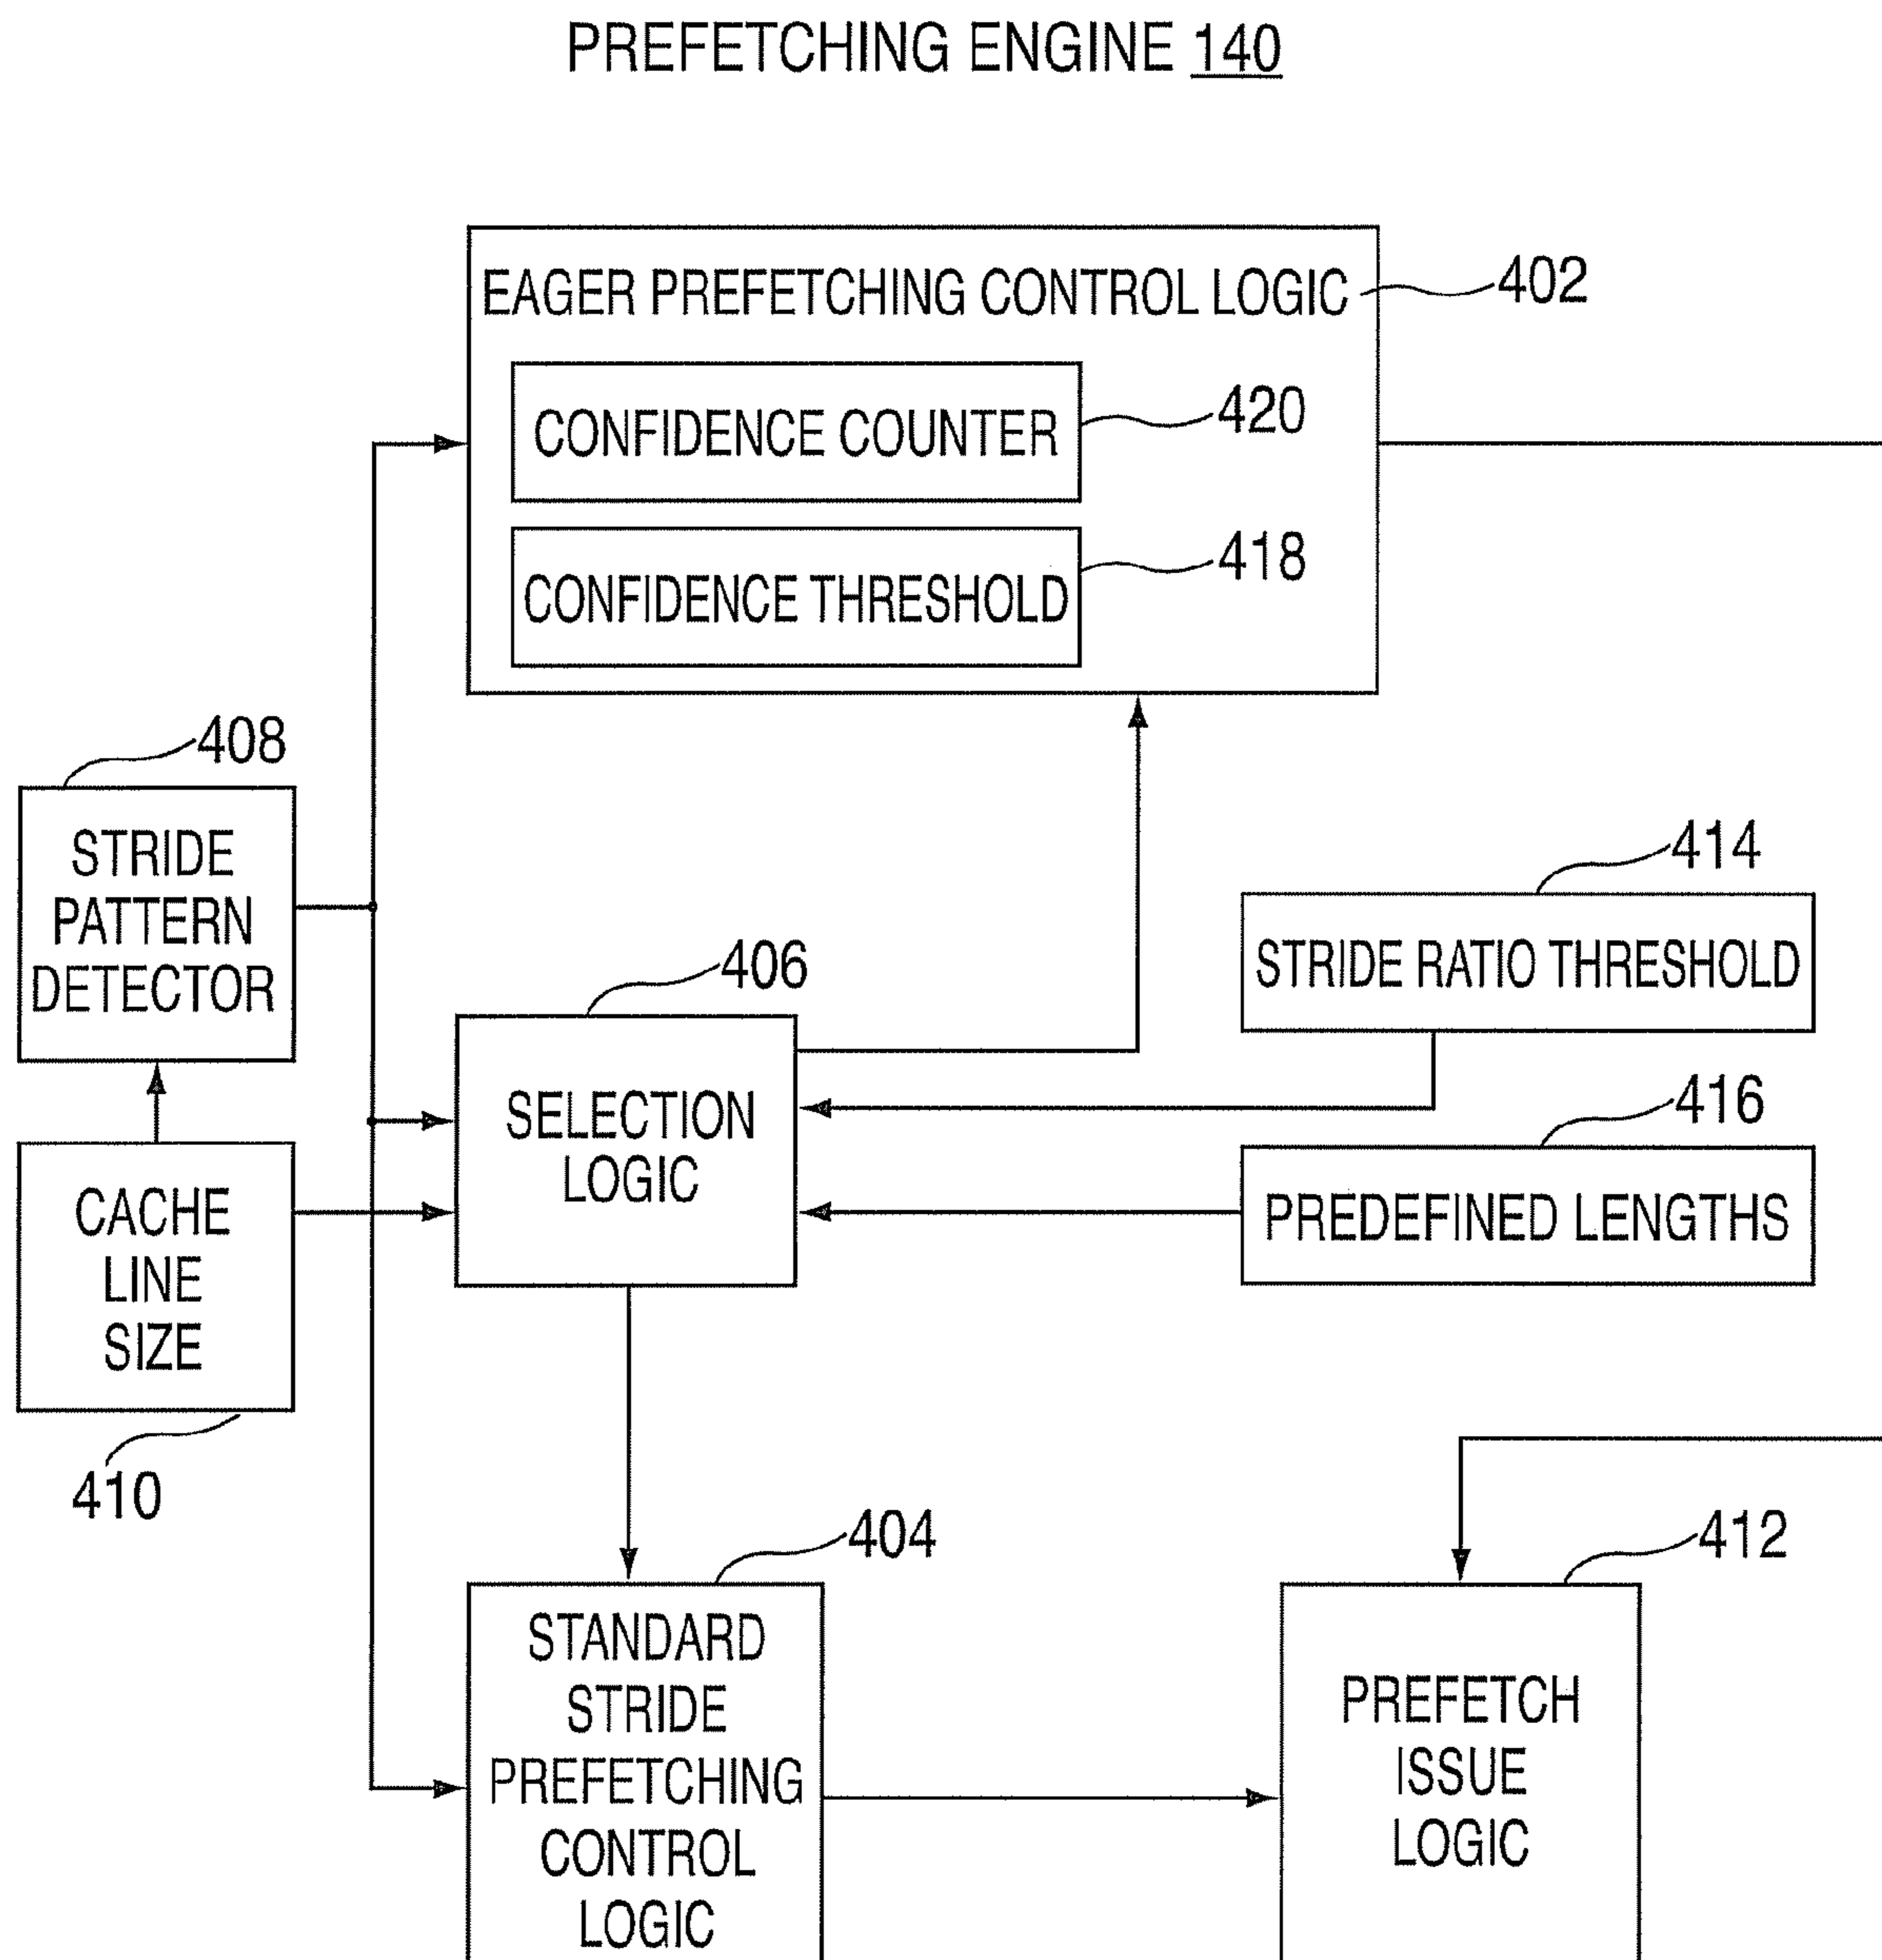 PREFETCHING ENGINE 140
EAGER PREFETCHING CONTROL LOGIC
402
CONFIDENCE COUNTER
420
CONFIDENCE THRESHOLD
418
408
STRIDE
PATTERN
DETECTOR
414
STRIDE RATIO THRESHOLD
406
SELECTION
LOGIC
416
PREDEFINED LENGTHS
CACHE
LINE
SIZE
410
404
STANDARD
STRIDE
PREFETCHING
CONTROL
LOGIC
412
PREFETCH
ISSUE
LOGIC